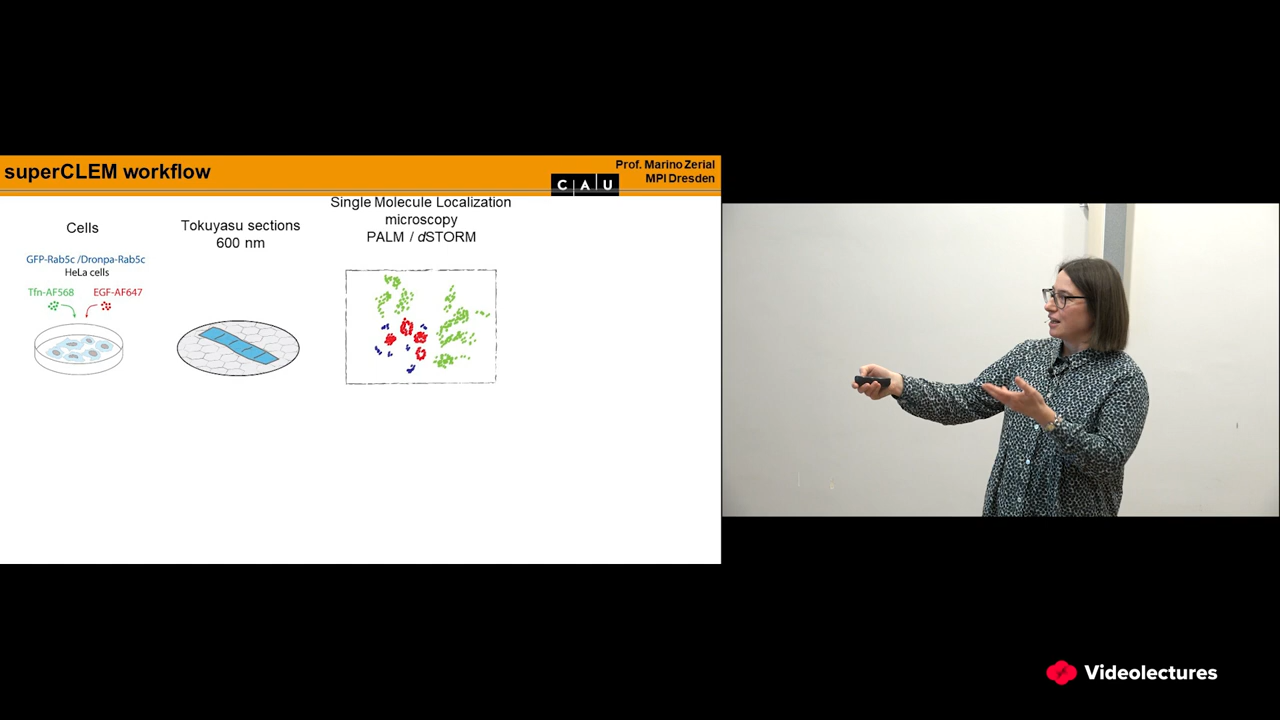 superCLEM workflow
Prof. Marino Zerial
MPI Dresden
C A U
Cells
GFP-Rab5c /Dronpa-Rab5c
HeLa cells
Tfn-AF568
EGF-AF647
Tokuyasu sections
600 nm
Single Molecule Localization
microscopy
PALM / dSTORM
Videolectures